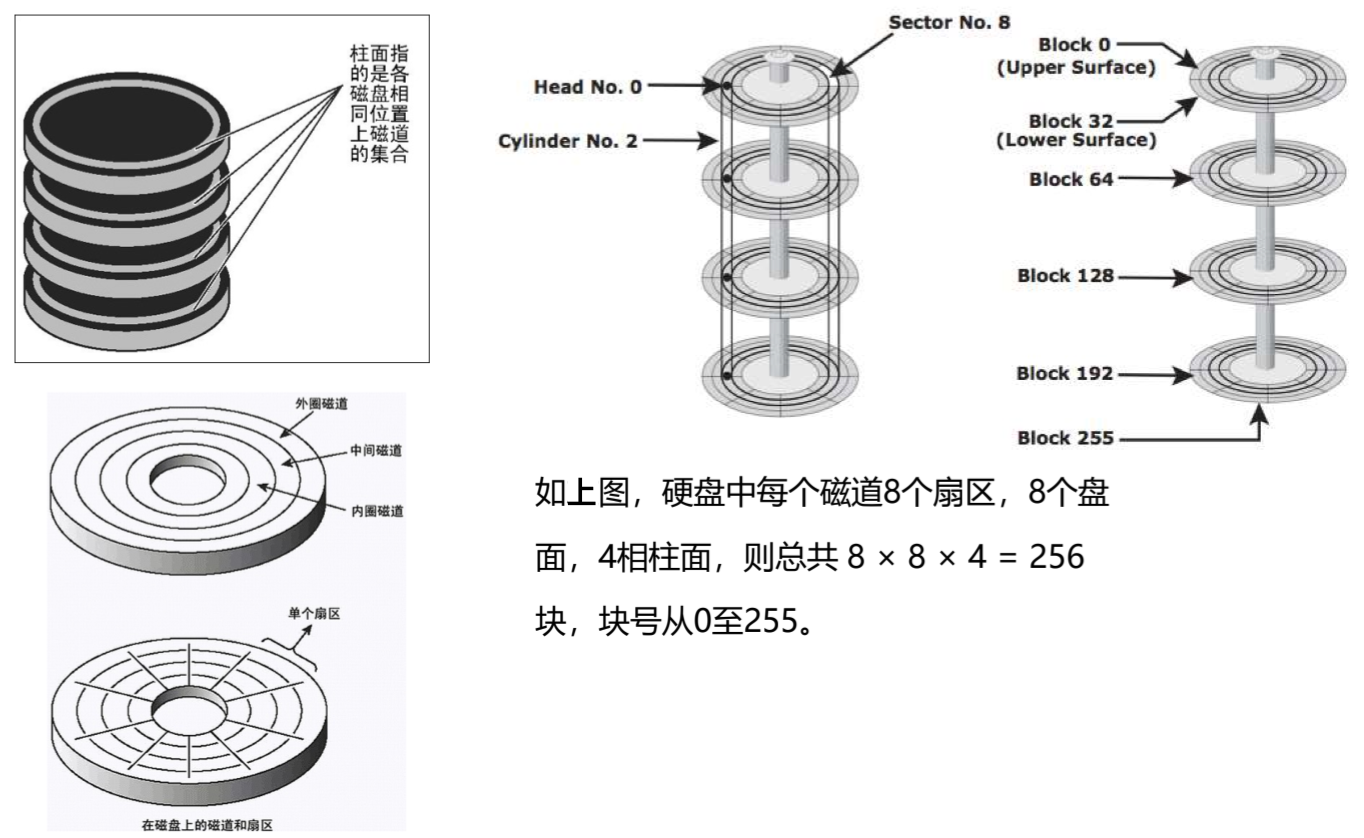 柱面指
的是各
磁盘相
同位置
上磁道
的集合
外圈磁道
中间磁道
内圈磁道
单个扇区
在磁盘上的磁道和扇区
Sector No. 8
Head No. 0
Cylinder No. 2
Block 0
(Upper Surface)
Block 32
(Lower Surface)
Block 64
Block 128
Block 192
Block 255
如上图，硬盘中每个磁道8个扇区，8个盘
面，4相柱面，则总共 8 × 8 × 4 = 256
块，块号从0至255。